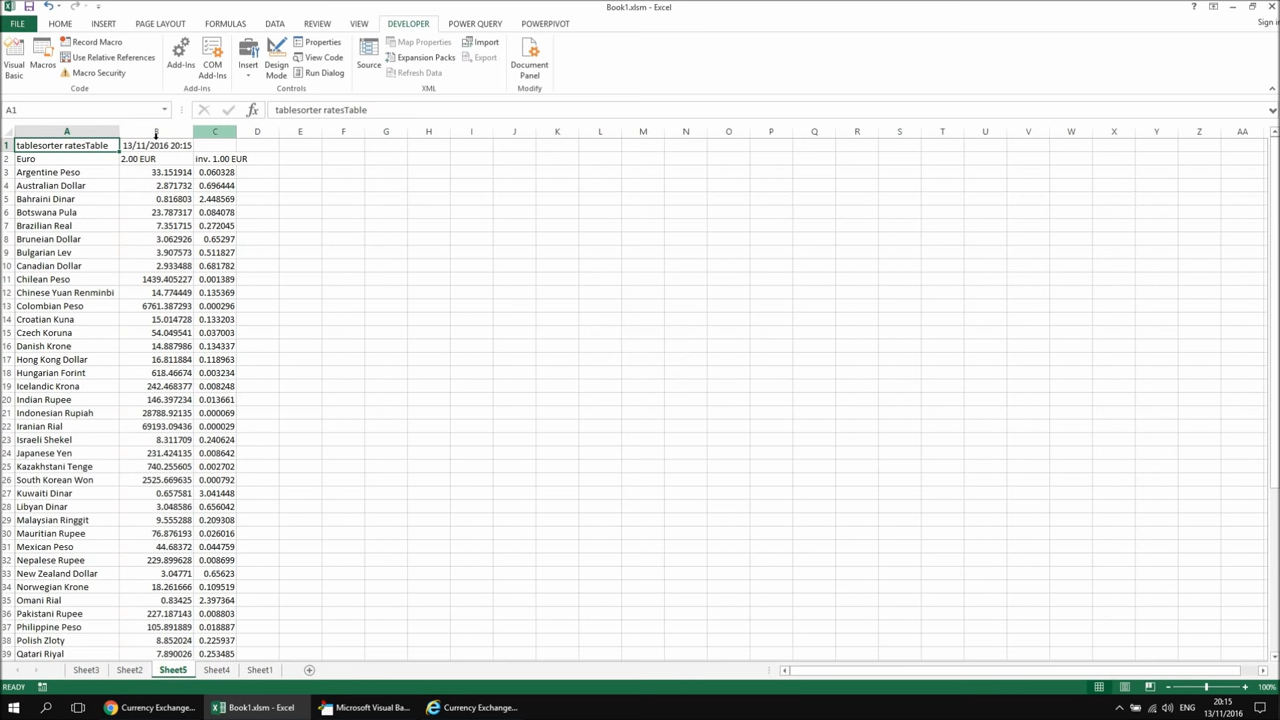 Book1.xlsm - Excel
Sign in
FILE HOME INSERT PAGE LAYOUT FORMULAS DATA REVIEW VIEW DEVELOPER POWER QUERY POWERPIVOT
Visual Basic
Macros
Record Macro
Use Relative References
Macro Security
Code
Add-Ins
COM Add-Ins
Add-Ins
Insert
Design Mode
Properties
View Code
Run Dialog
Controls
Source
Map Properties
Expansion Packs
Refresh Data
Import
Export
XML
Document Panel
Modify
A1 tablesorter ratesTable
A B C D E F G H I J K L M N O P Q R S T U V W X Y Z AA
1 tablesorter ratesTable 13/11/2016 20:15
2 Euro 2.00 EUR inv. 1.00 EUR
3 Argentine Peso 33.151914 0.060328
4 Australian Dollar 2.871732 0.696444
5 Bahraini Dinar 0.816803 2.448569
6 Botswana Pula 23.787317 0.084078
7 Brazilian Real 7.351715 0.272045
8 Bruneian Dollar 3.062926 0.65297
9 Bulgarian Lev 3.907573 0.511827
10 Canadian Dollar 2.933488 0.681782
11 Chilean Peso 1439.405227 0.001389
12 Chinese Yuan Renminbi 14.774449 0.135369
13 Colombian Peso 6761.387293 0.000296
14 Croatian Kuna 15.014728 0.133203
15 Czech Koruna 54.049541 0.037003
16 Danish Krone 14.887986 0.134337
17 Hong Kong Dollar 16.811884 0.118963
18 Hungarian Forint 618.46674 0.003234
19 Icelandic Krona 242.468377 0.008248
20 Indian Rupee 146.397234 0.013661
21 Indonesian Rupiah 28788.92135 0.000069
22 Iranian Rial 69193.09436 0.000029
23 Israeli Shekel 8.311709 0.240624
24 Japanese Yen 231.424135 0.008642
25 Kazakhstani Tenge 740.255605 0.002702
26 South Korean Won 2525.669635 0.000792
27 Kuwaiti Dinar 0.657581 3.041448
28 Libyan Dinar 3.048586 0.656042
29 Malaysian Ringgit 9.555288 0.209308
30 Mauritian Rupee 76.876193 0.026016
31 Mexican Peso 44.68372 0.044759
32 Nepalese Rupee 229.899628 0.008699
33 New Zealand Dollar 3.04771 0.65623
34 Norwegian Krone 18.261666 0.109519
35 Omani Rial 0.83425 2.397364
36 Pakistani Rupee 227.187143 0.008803
37 Philippine Peso 105.891889 0.018887
38 Polish Zloty 8.852024 0.225937
39 Qatari Riyal 7.890026 0.253485
Sheet3 Sheet2 Sheet5 Sheet4 Sheet1
READY 100%
Currency Exchange... Book1.xlsm - Excel Microsoft Visual Ba... Currency Exchange... ENG 20:15
13/11/2016